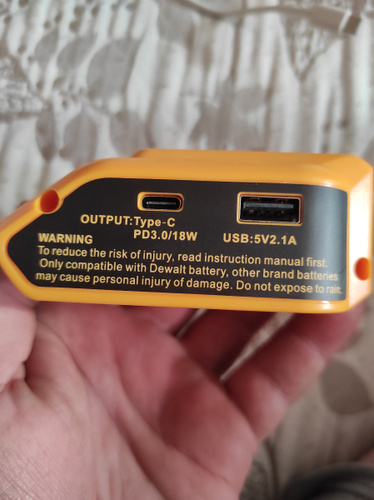 OUTPUT:Type-C
PD3.0/18W
USB:5V2.1A
WARNING
To reduce the risk of injury, read instruction manual first.
Only compatible with Dewalt battery, other brand batteries
may cause personal injury of damage. Do not expose to rain.